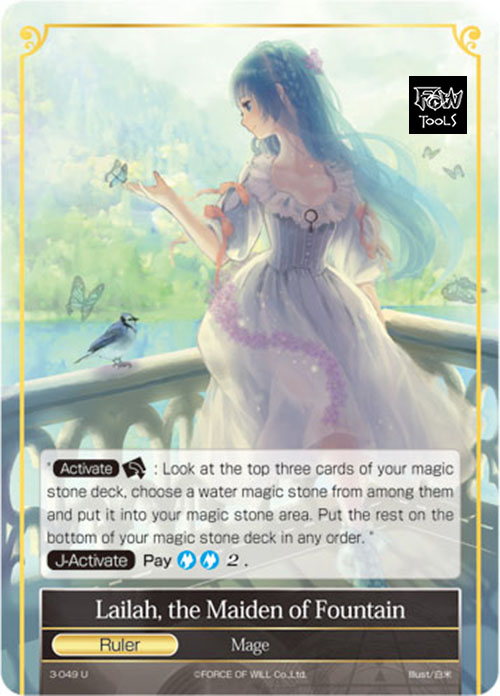 FOW
TOOLS
" Activate : Look at the top three cards of your magic
stone deck, choose a water magic stone from among them
and put it into your magic stone area. Put the rest on the
bottom of your magic stone deck in any order. "
J-Activate Pay 2 .
Lailah, the Maiden of Fountain
Ruler Mage
3-049 U ©FORCE OF WILL Co.,Ltd. Illust/白米